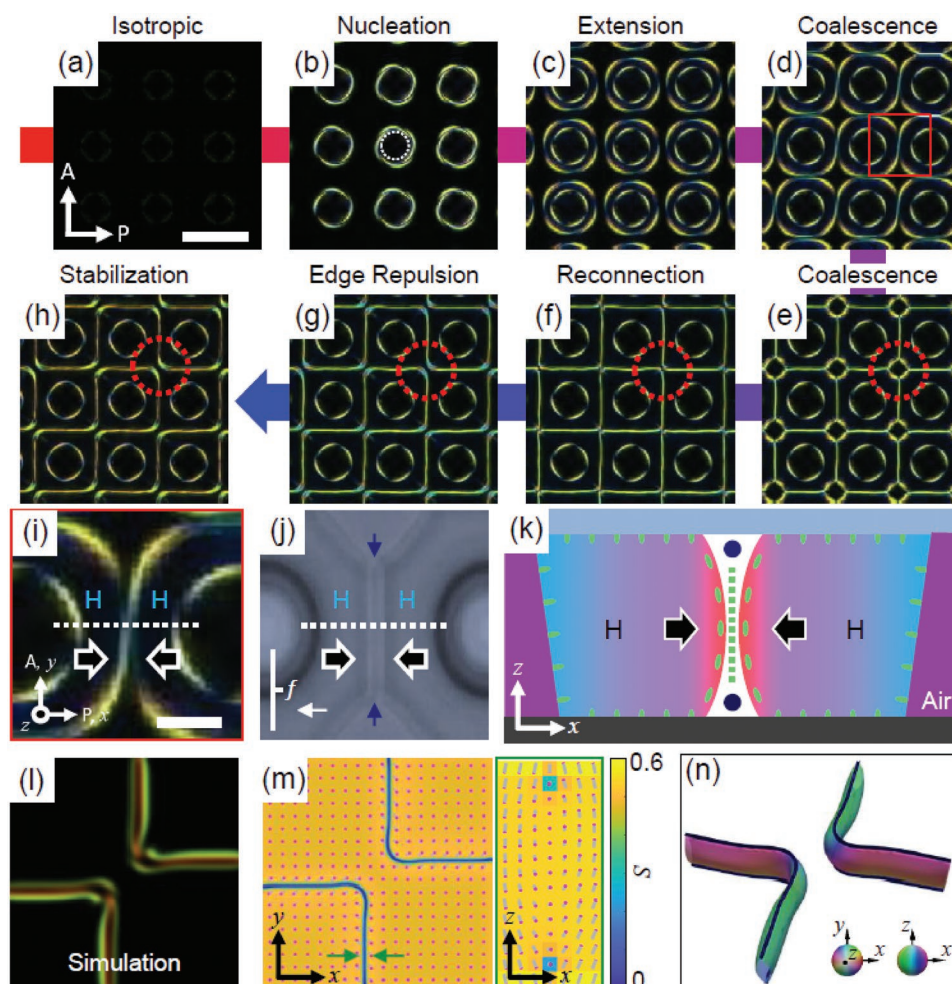 Isotropic
Nucleation
Extension
Coalescence
(a)
(b)
(c)
(d)
A
P
Stabilization
Edge Repulsion
Reconnection
Coalescence
(h)
(g)
(f)
(e)
(i)
H
H
A, y
z
P, x
(j)
H
H
f
(k)
H
H
z
x
Air
(l)
Simulation
(m)
y
x
z
x
0.6
S
0
(n)
y
z
x
z
x